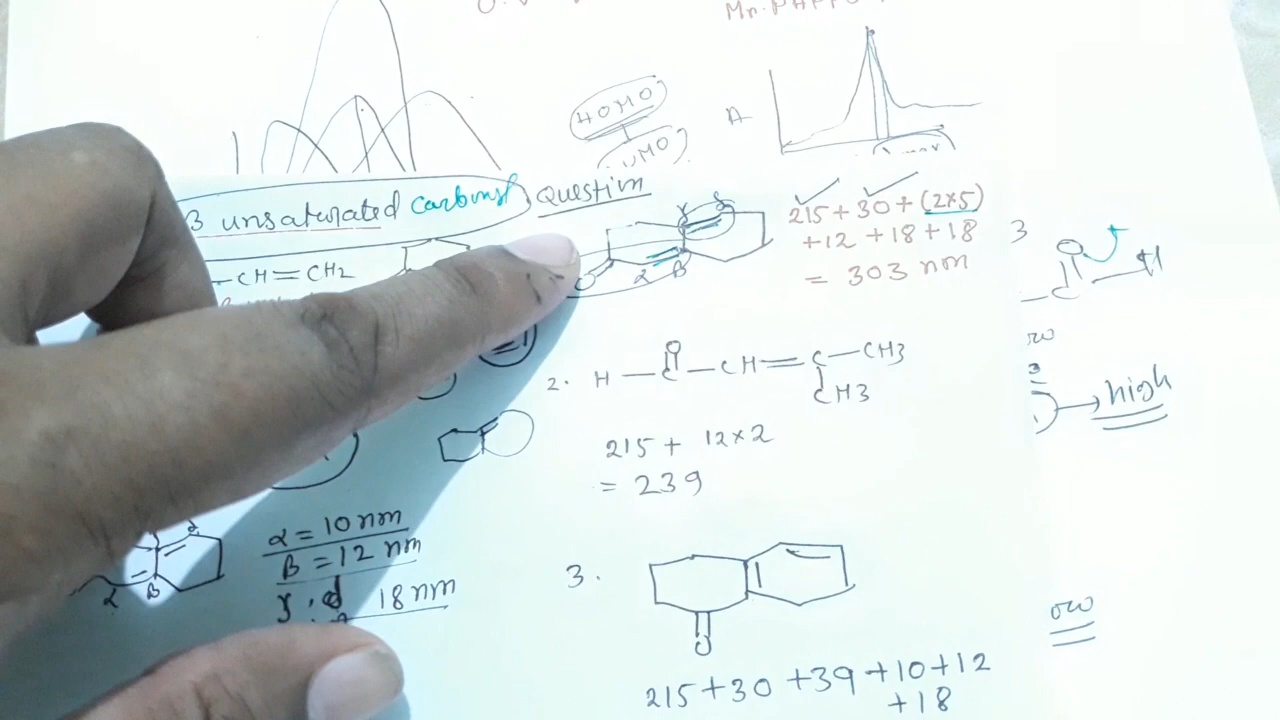 HOMO
A
3 unsaturated carbonyl Question
-CH=CH2
α
β
γ
215 + 30 + (2×5)
+12 +18 +18
= 303 nm
3
O
C
H
2. H - C - CH = C - CH3
O
CH3
215 + 12×2
= 239
high
α = 10 nm
β = 12 nm
γ, d 18 nm
α
β
3.
O
215 + 30 + 39 + 10 + 12
+ 18